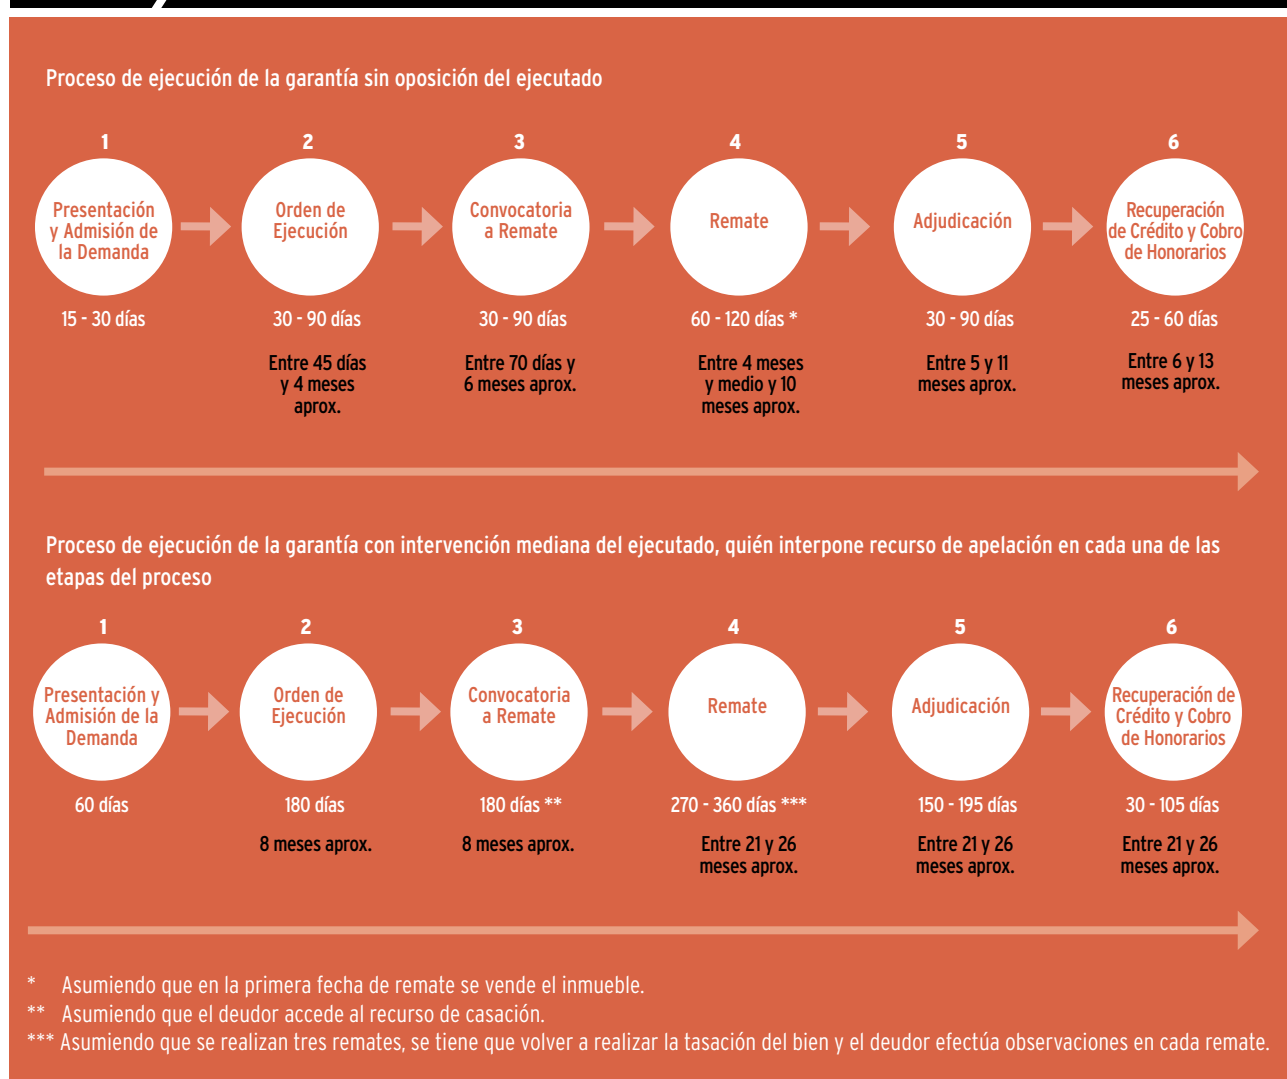 Proceso de ejecución de la garantía sin oposición del ejecutado
1
Presentación
y Admisión de
la Demanda
15 - 30 días
2
Orden de
Ejecución
30 - 90 días
Entre 45 días
y 4 meses
aprox.
3
Convocatoria
a Remate
30 - 90 días
Entre 70 días y
6 meses aprox.
4
Remate
60 - 120 días *
Entre 4 meses
y medio y 10
meses aprox.
5
Adjudicación
30 - 90 días
Entre 5 y 11
meses aprox.
6
Recuperación
de Crédito y Cobro
de Honorarios
25 - 60 días
Entre 6 y 13
meses aprox.
Proceso de ejecución de la garantía con intervención mediana del ejecutado, quién interpone recurso de apelación en cada una de las
etapas del proceso
1
Presentación y
Admisión de la
Demanda
60 días
2
Orden de
Ejecución
180 días
8 meses aprox.
3
Convocatoria
a Remate
180 días **
8 meses aprox.
4
Remate
270 - 360 días ***
Entre 21 y 26
meses aprox.
5
Adjudicación
150 - 195 días
Entre 21 y 26
meses aprox.
6
Recuperación de
Crédito y Cobro
de Honorarios
30 - 105 días
Entre 21 y 26
meses aprox.
* Asumiendo que en la primera fecha de remate se vende el inmueble.
** Asumiendo que el deudor accede al recurso de casación.
*** Asumiendo que se realizan tres remates, se tiene que volver a realizar la tasación del bien y el deudor efectúa observaciones en cada remate.